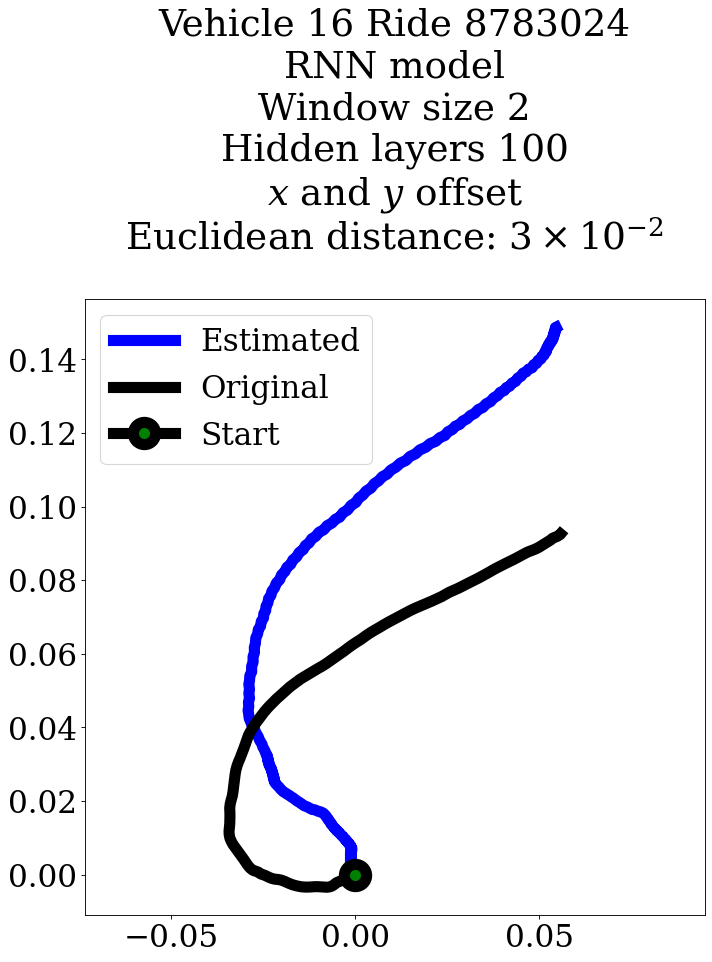 Vehicle 16 Ride 8783024
RNN model
Window size 2
Hidden layers 100
x and y offset
Euclidean distance: 3 × 10⁻²
Estimated
Original
Start
0.14
0.12
0.10
0.08
0.06
0.04
0.02
0.00
−0.05 0.00 0.05